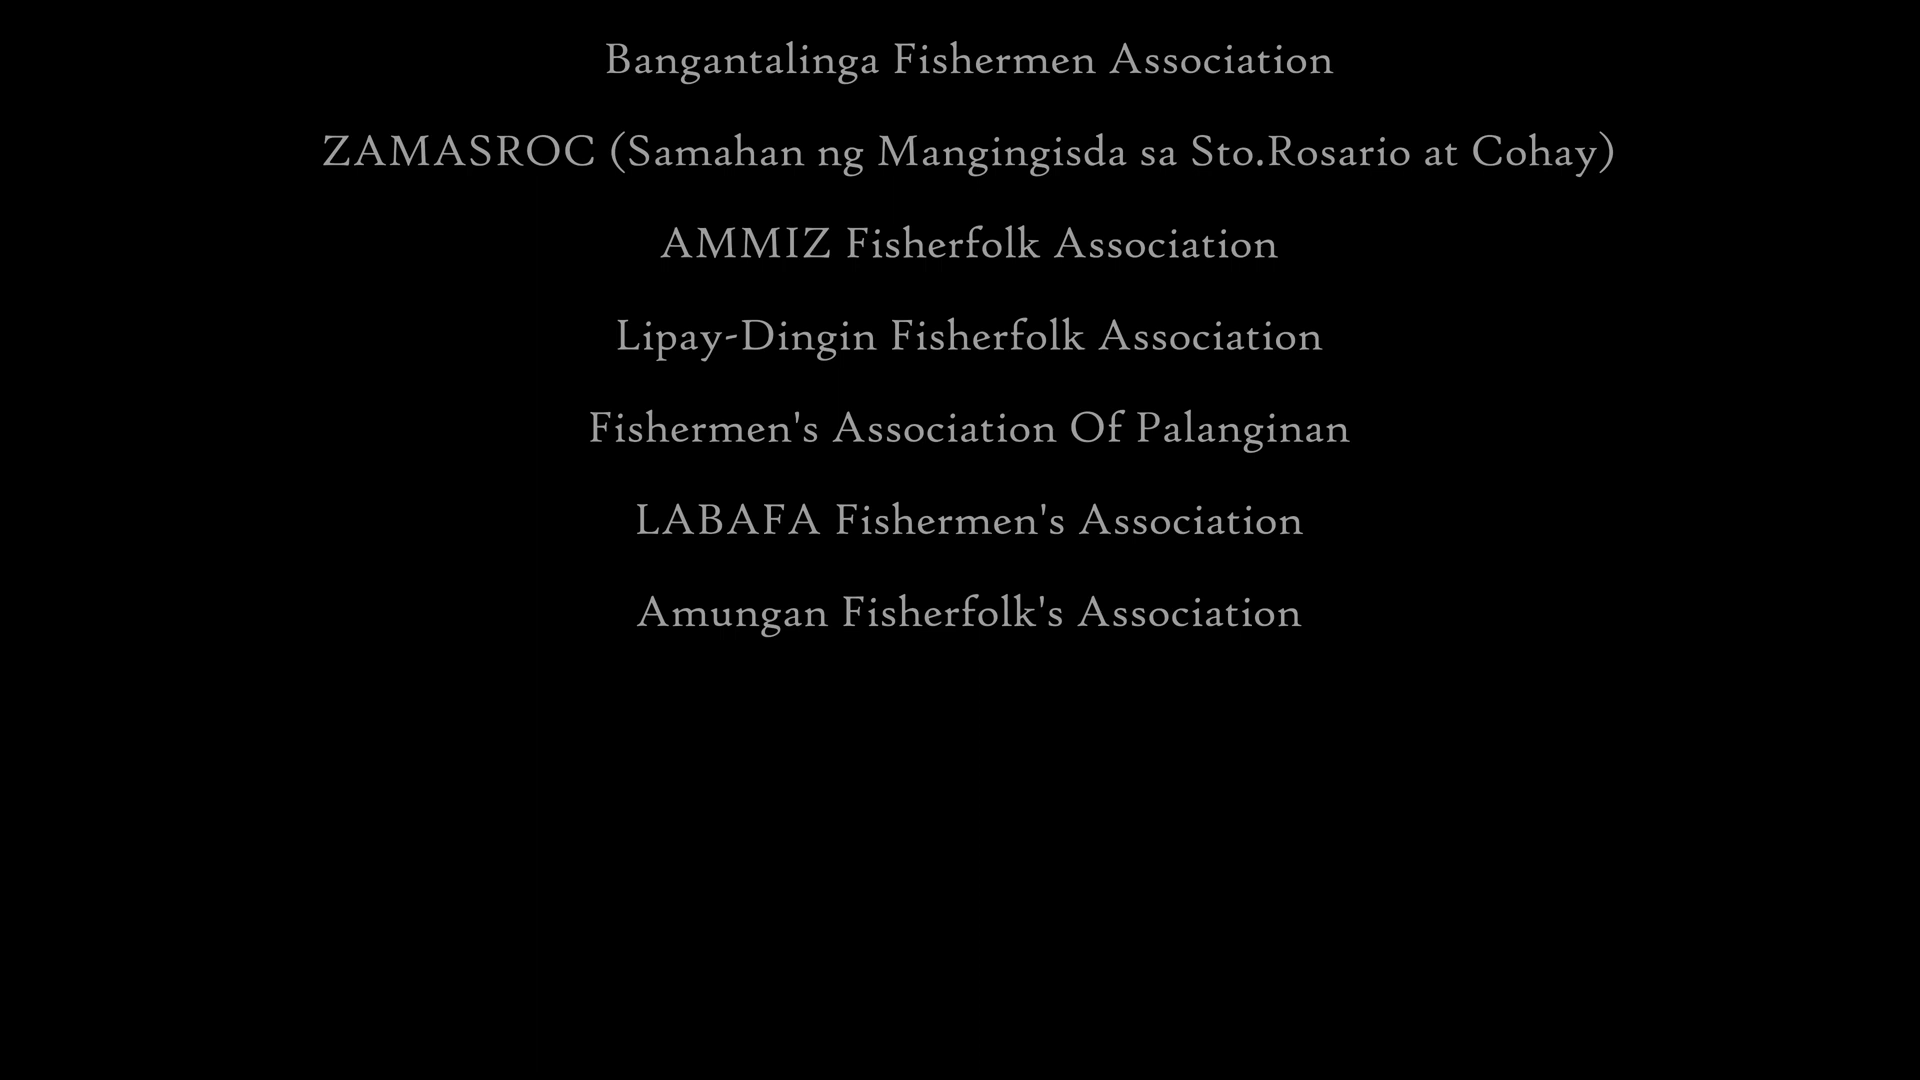 Bangantalinga Fishermen Association
ZAMASROC (Samahan ng Mangingisda sa Sto.Rosario at Cohay)
AMMIZ Fisherfolk Association
Lipay-Dingin Fisherfolk Association
Fishermen's Association Of Palanginan
LABAFA Fishermen's Association
Amungan Fisherfolk's Association